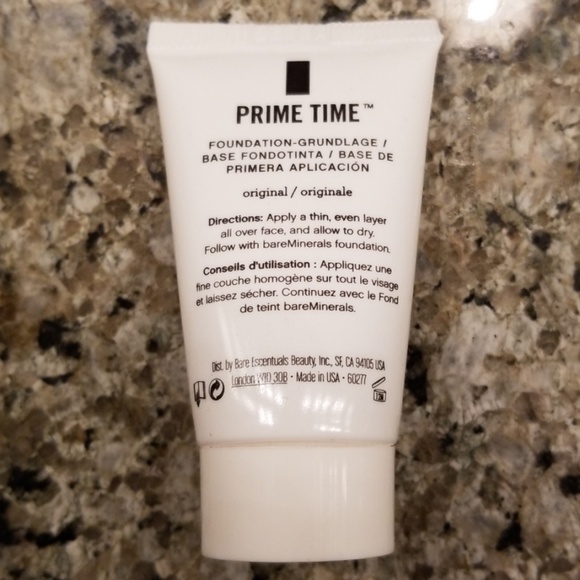 PRIME TIME™
FOUNDATION-GRUNDLAGE /
BASE FONDOTINTA / BASE DE
PRIMERA APLICACIÓN
original / originale
Directions: Apply a thin, even layer
all over face, and allow to dry.
Follow with bareMinerals foundation.
Conseils d'utilisation : Appliquez une
fine couche homogène sur tout le visage
et laissez sécher. Continuez avec le Fond
de teint bareMinerals.
Dist. by Bare Escentuals Beauty, Inc., SF, CA 94105 USA
London W1D 3QB • Made in USA • 60277